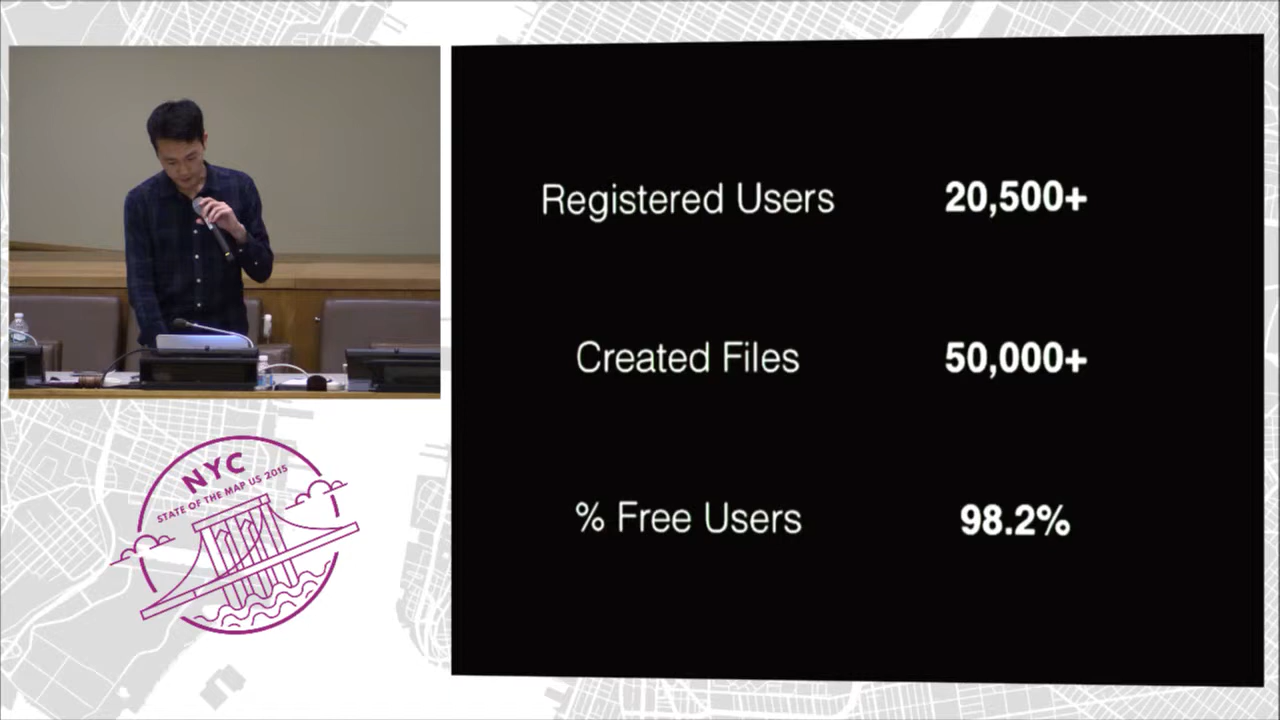 Registered Users 20,500+
Created Files 50,000+
% Free Users 98.2%
NYC
STATE OF THE MAP US 2015